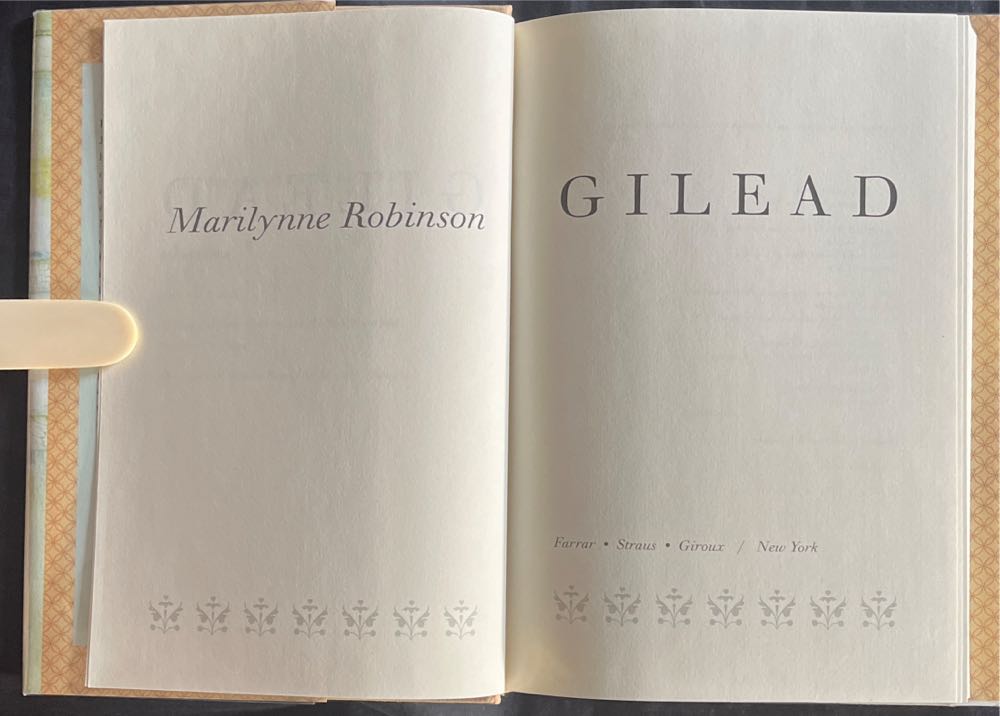 Marilynne Robinson
GILEAD
Farrar • Straus • Giroux / New York